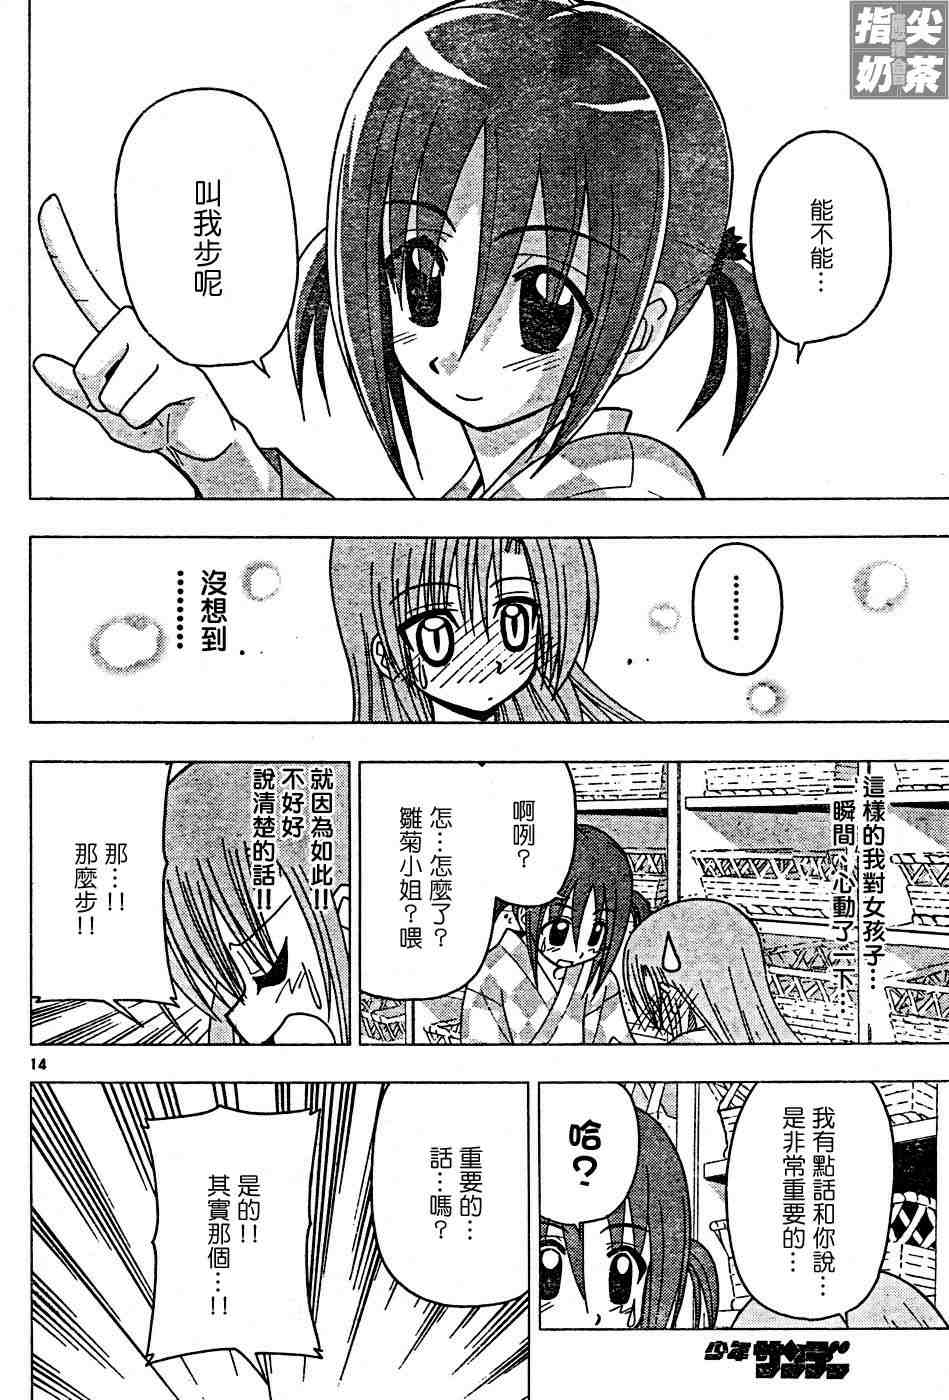 指尖
奶茶
能不能…
叫我步呢
………
沒想到
………
這樣的我對女孩子…
一瞬間、心動了一下…
啊咧？
怎…怎麼了？
雛菊小姐？喂
就因為如此!!
不好好
說清楚的話!!
那…!!
那麼步!!
14
我有點話和你說…
是非常重要的…
哈？
重要的…
話…嗎？
是的!!
其實那個…!!
少年サンデー